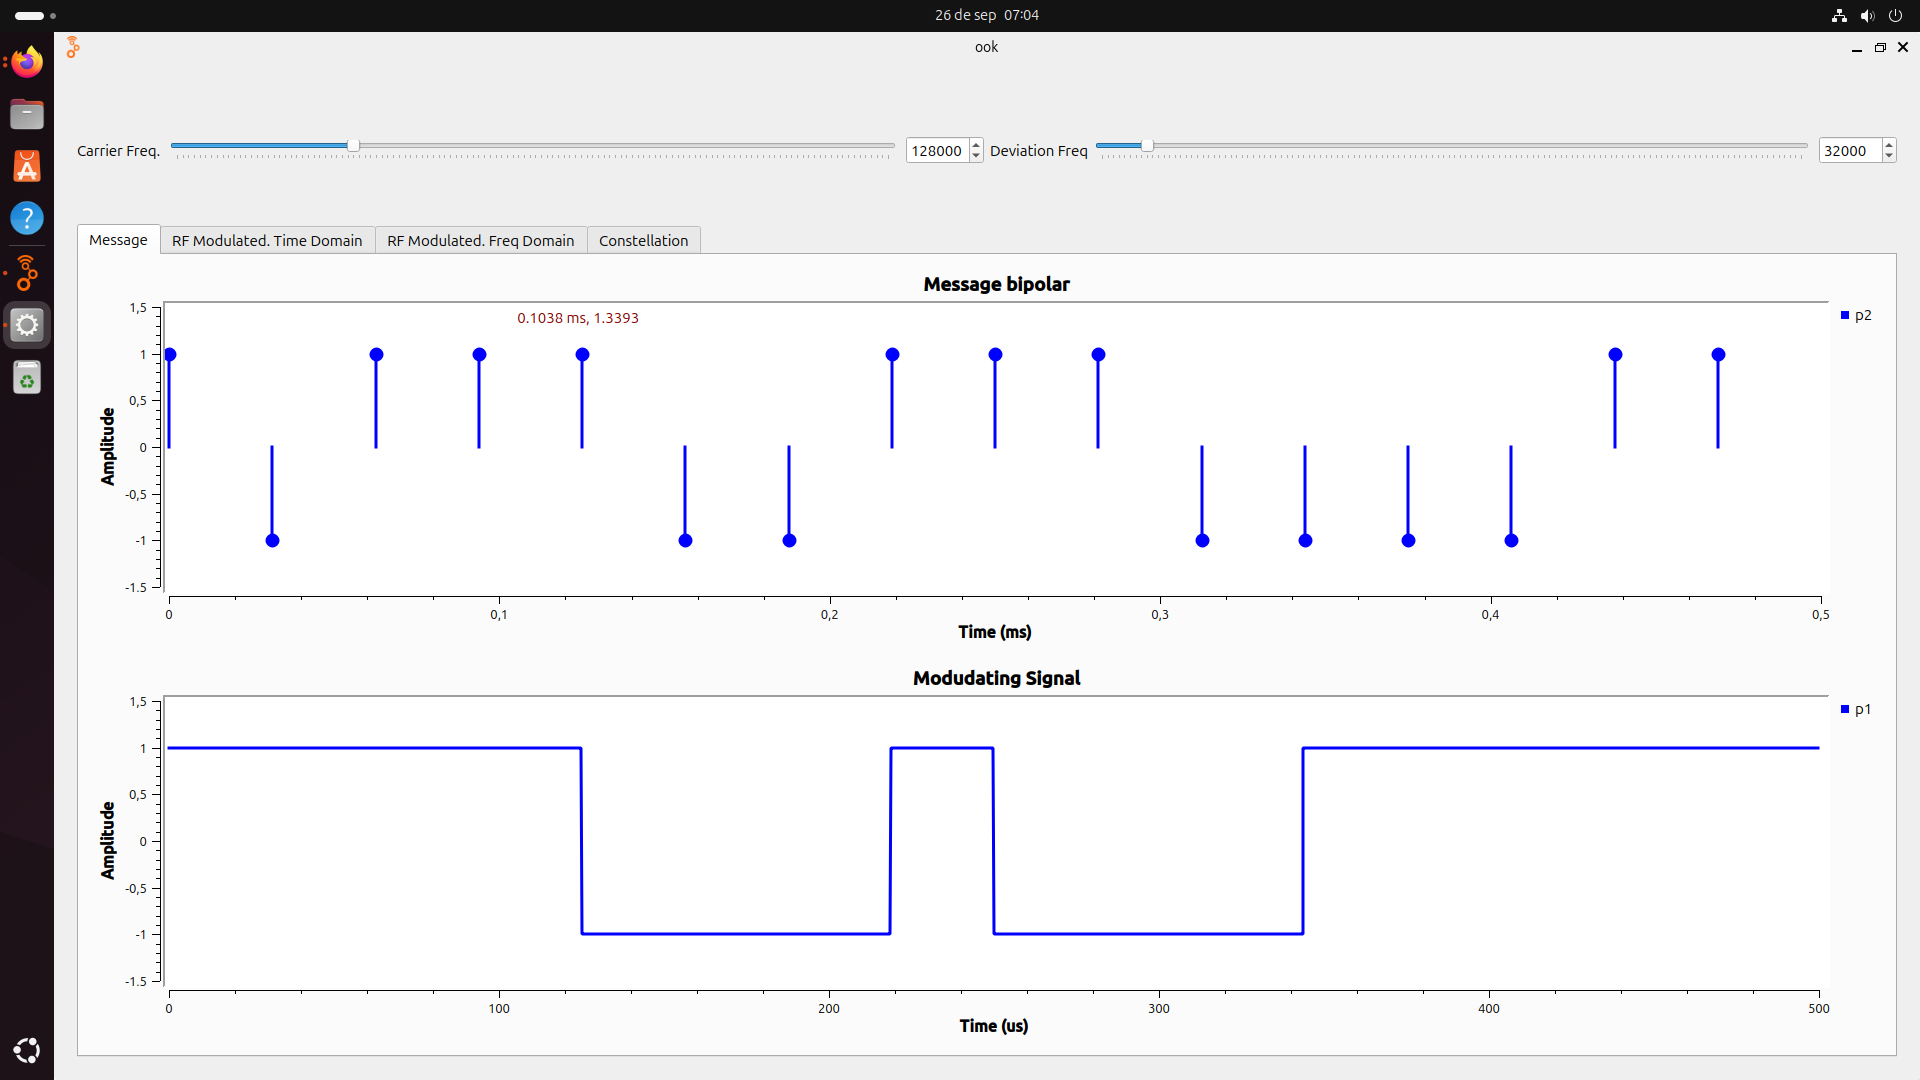 26 de sep 07:04
ook
Carrier Freq. 128000 Deviation Freq 32000
Message RF Modulated. Time Domain RF Modulated. Freq Domain Constellation
Message bipolar
0.1038 ms, 1.3393
p2
1,5
1
0,5
0
-0,5
-1
-1.5
Amplitude
0 0,1 0,2 0,3 0,4 0,5
Time (ms)
Modudating Signal
p1
1,5
1
0,5
0
-0,5
-1
-1.5
Amplitude
0 100 200 300 400 500
Time (us)